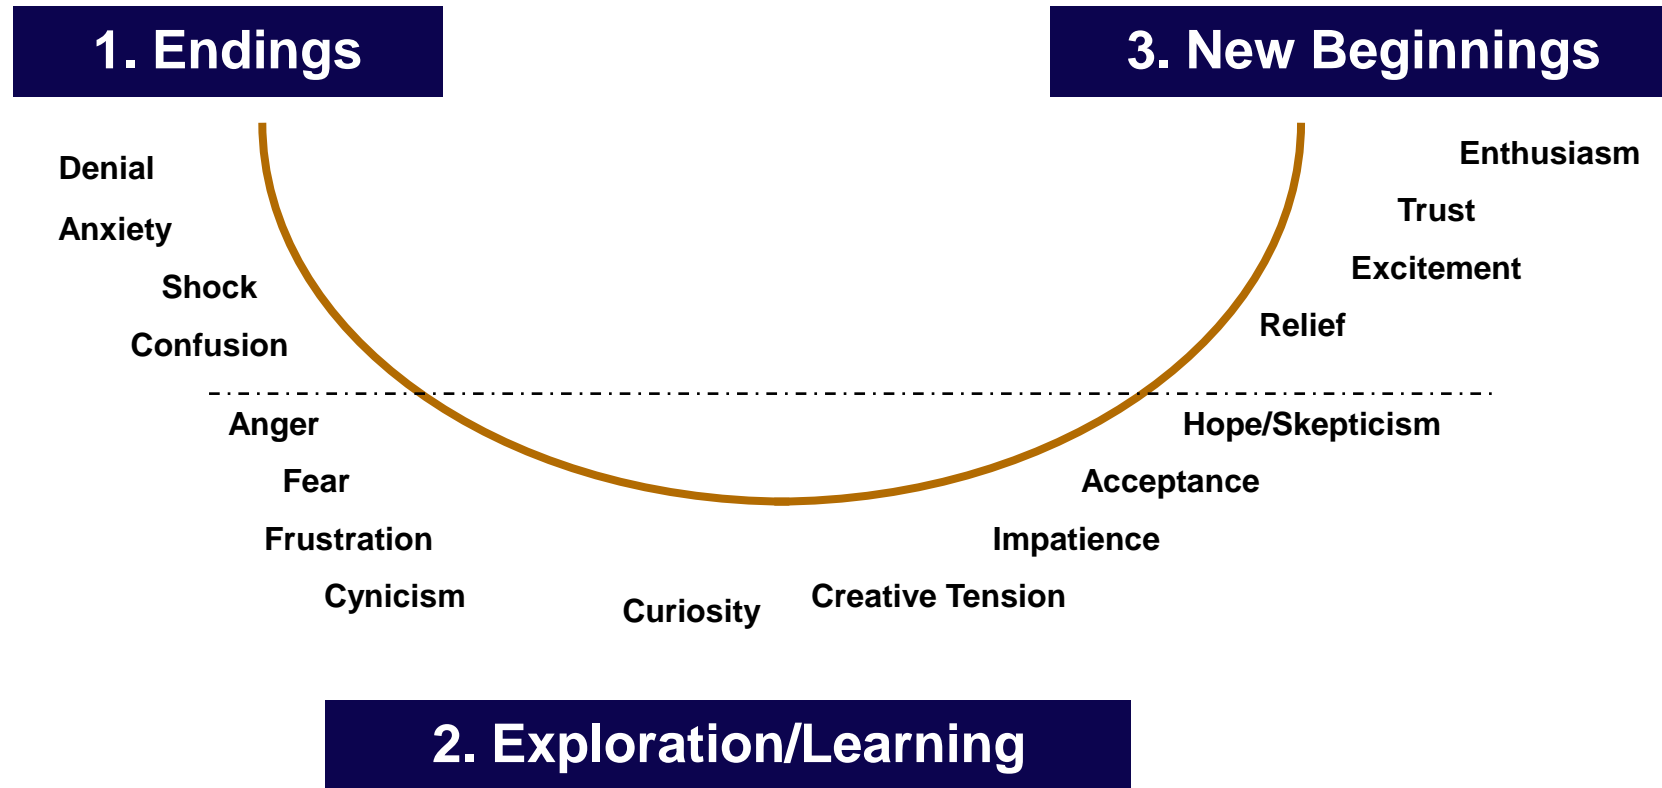 1. Endings
3. New Beginnings
Denial
Anxiety
Shock
Confusion
Anger
Fear
Frustration
Cynicism
Curiosity
Creative Tension
Impatience
Acceptance
Hope/Skepticism
Relief
Excitement
Trust
Enthusiasm
2. Exploration/Learning